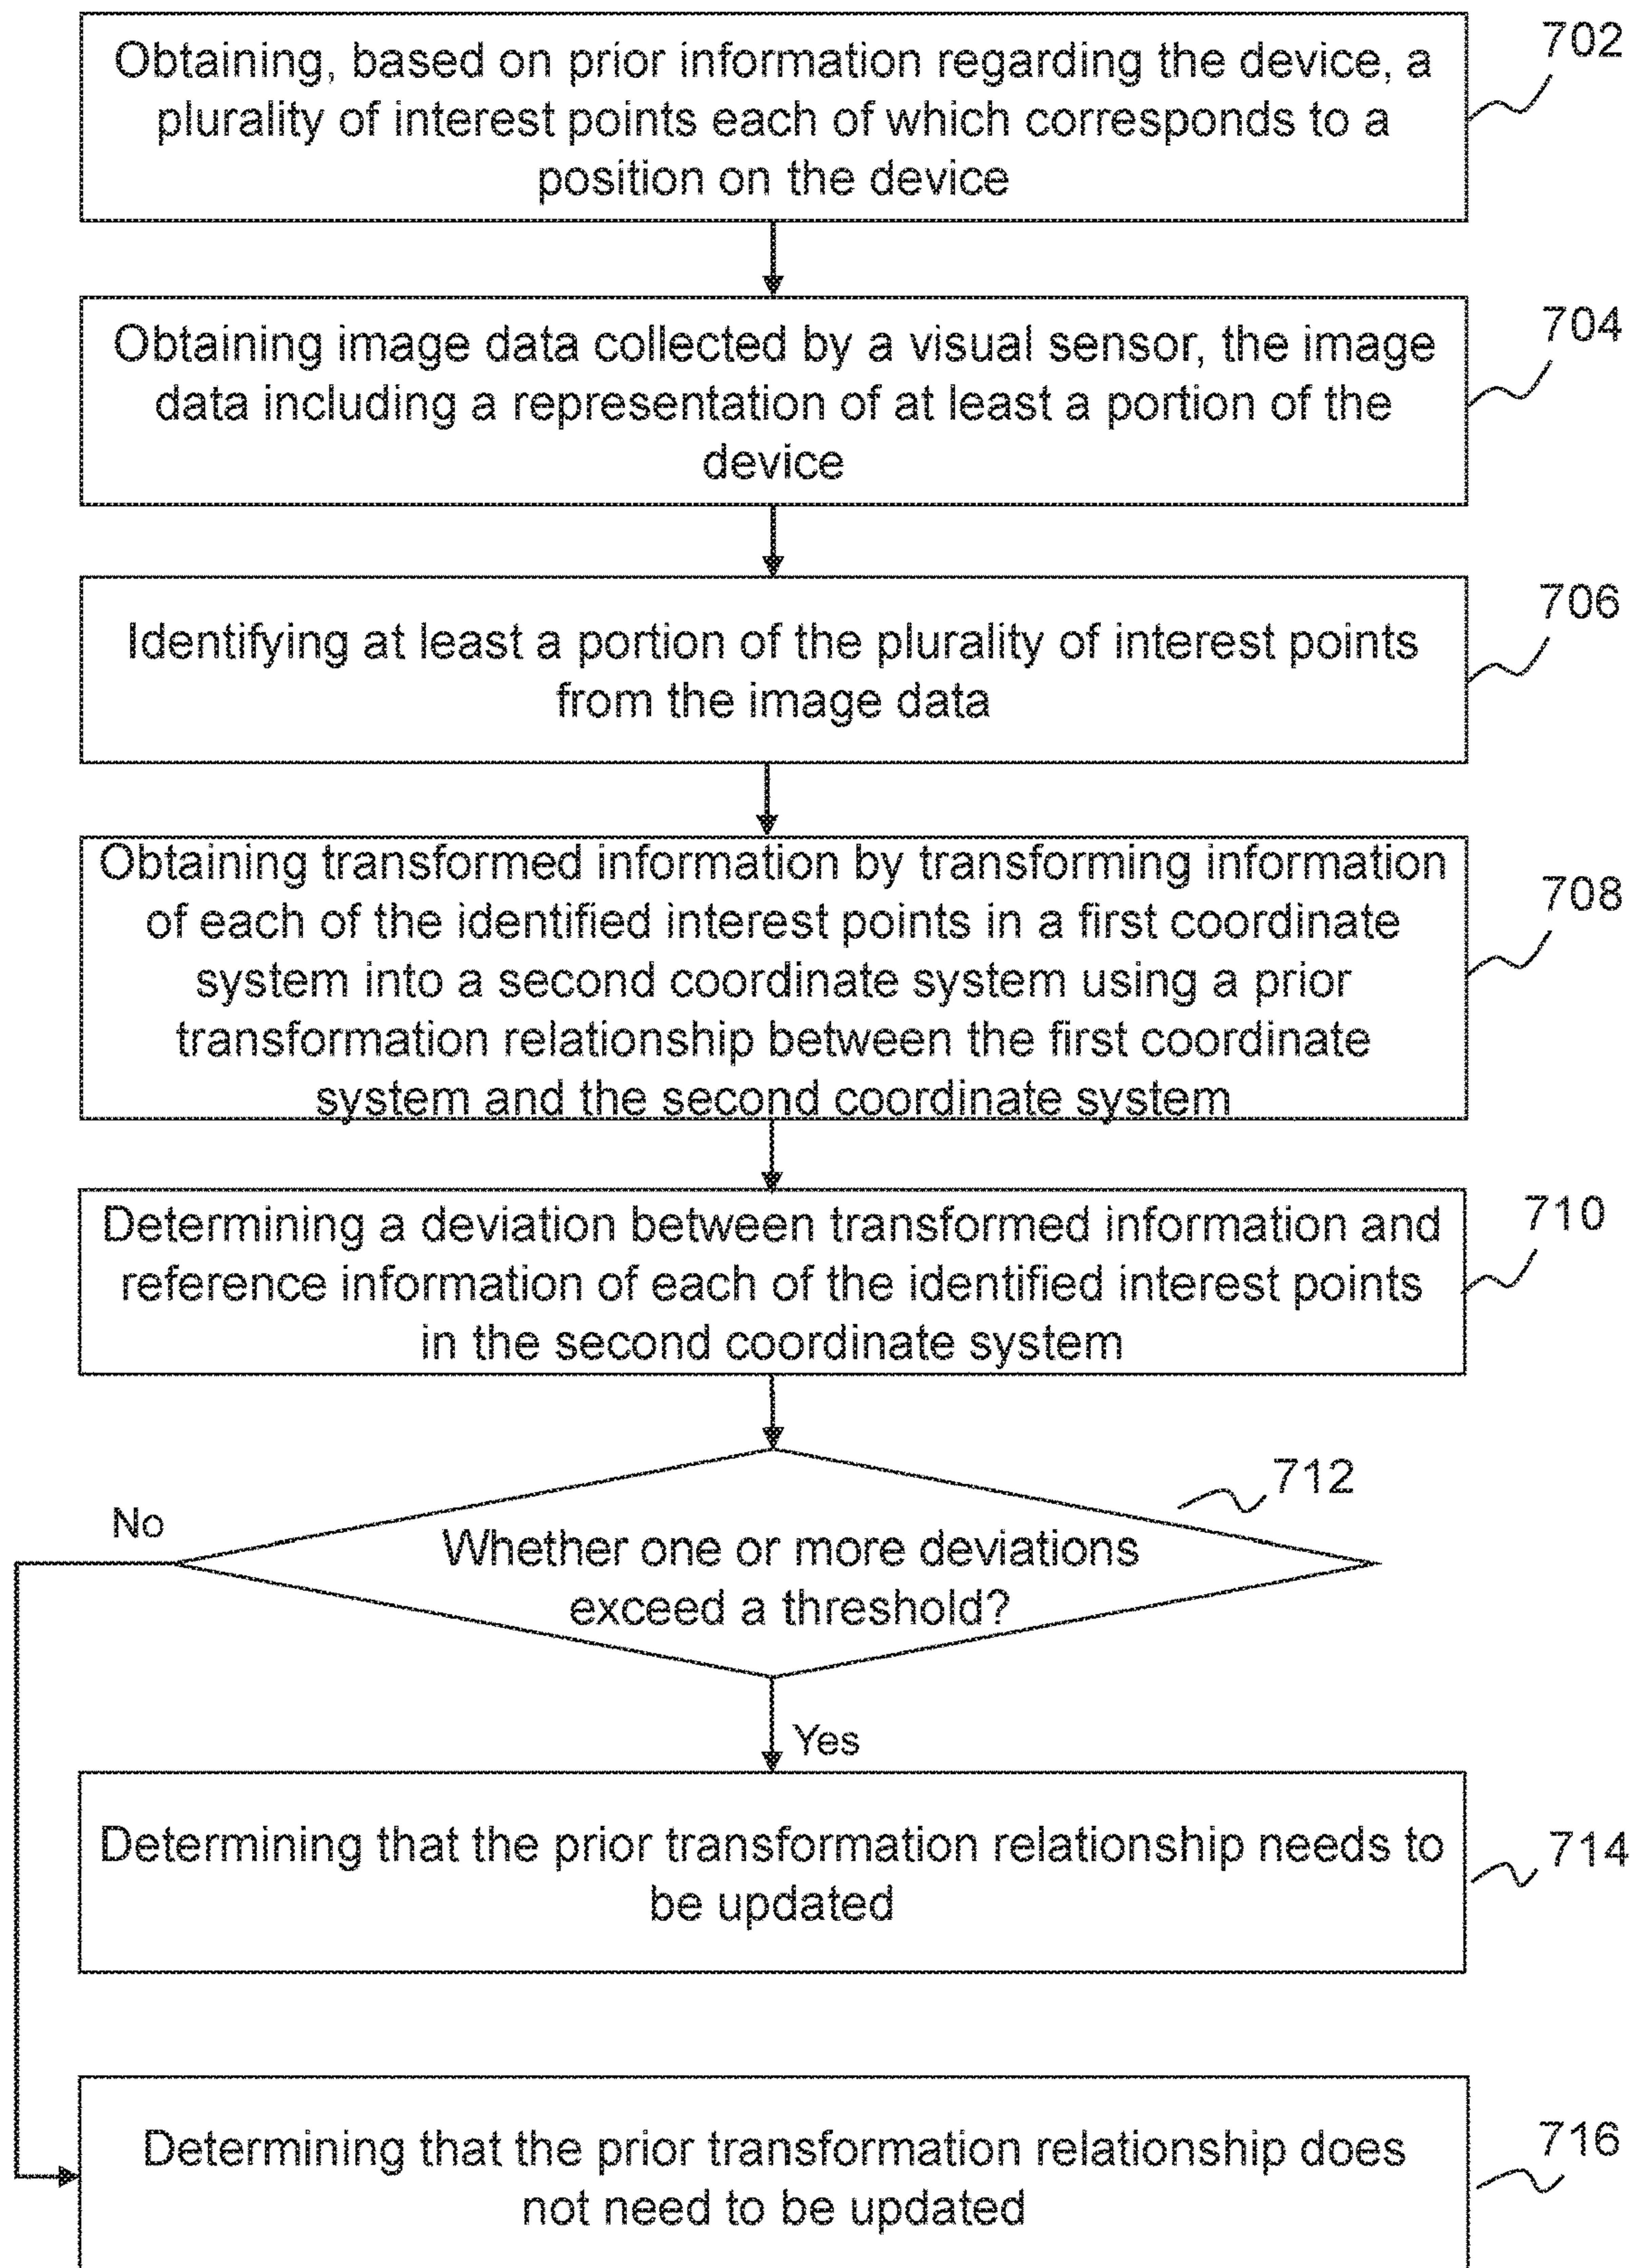 702
Obtaining, based on prior information regarding the device, a
plurality of interest points each of which corresponds to a
position on the device
704
Obtaining image data collected by a visual sensor, the image
data including a representation of at least a portion of the
device
706
Identifying at least a portion of the plurality of interest points
from the image data
708
Obtaining transformed information by transforming information
of each of the identified interest points in a first coordinate
system into a second coordinate system using a prior
transformation relationship between the first coordinate
system and the second coordinate system
710
Determining a deviation between transformed information and
reference information of each of the identified interest points
in the second coordinate system
712
No
Whether one or more deviations
exceed a threshold?
Yes
714
Determining that the prior transformation relationship needs to
be updated
716
Determining that the prior transformation relationship does
not need to be updated